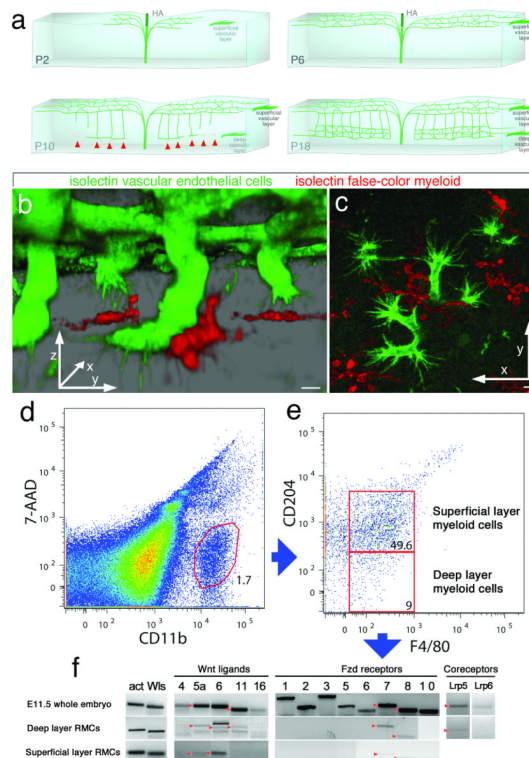 a
HA
superficial vascular layer
P2
HA
superficial vascular layer
P6
superficial vascular layer
deep vascular layer
P10
superficial vascular layer
deep vascular layer
P18
isolectin vascular endothelial cells isolectin false-color myeloid
b
z
x
y
c
y
x
d
7-AAD
10^5
10^4
10^3
10^2
0
1.7
0 10^2 10^3 10^4 10^5
CD11b
e
CD204
10^5
10^4
10^3
10^2
0
49.6
9
Superficial layer myeloid cells
Deep layer myeloid cells
0 10^2 10^3 10^4 10^5
F4/80
f
Wnt ligands Fzd receptors Coreceptors
act Wls 4 5a 6 11 16 1 2 3 5 6 7 8 10 Lrp5 Lrp6
E11.5 whole embryo
Deep layer RMCs
Superficial layer RMCs